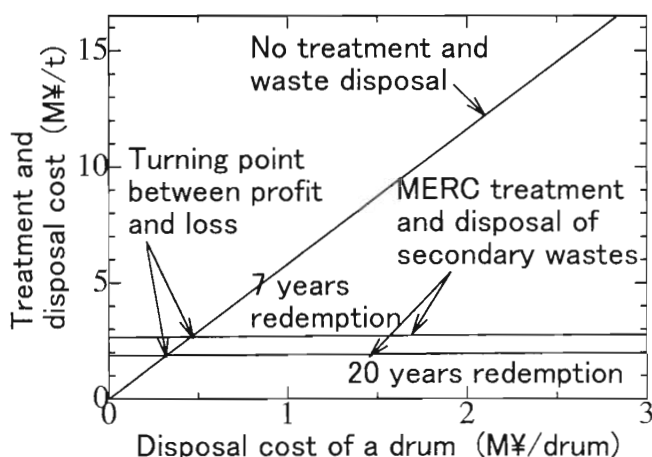 Treatment and
disposal cost (M¥/t)
15
10
5
0
No treatment and
waste disposal
Turning point
between profit
and loss
MERC treatment
and disposal of
secondary wastes
7 years
redemption
20 years redemption
0
1
2
3
Disposal cost of a drum (M¥/drum)